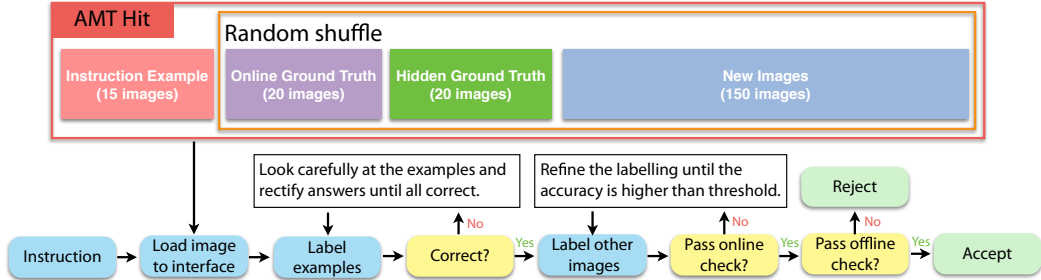 AMT Hit
Random shuffle
Instruction Example
(15 images)
Online Ground Truth
(20 images)
Hidden Ground Truth
(20 images)
New Images
(150 images)
Look carefully at the examples and
rectify answers until all correct.
Refine the labelling until the
accuracy is higher than threshold.
Reject
No
No
No
Instruction
Load image
to interface
Label
examples
Correct?
Yes
Label other
images
Pass online
check?
Yes
Pass offline
check?
Yes
Accept